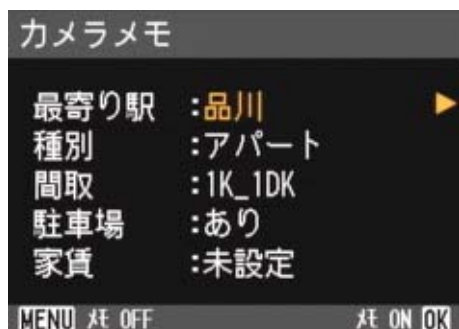 カメラメモ
最寄り駅 :品川
種別 :アパート
間取 :1K_1DK
駐車場 :あり
家賃 :未設定
MENU ﾒﾓ OFF ﾒﾓ ON OK